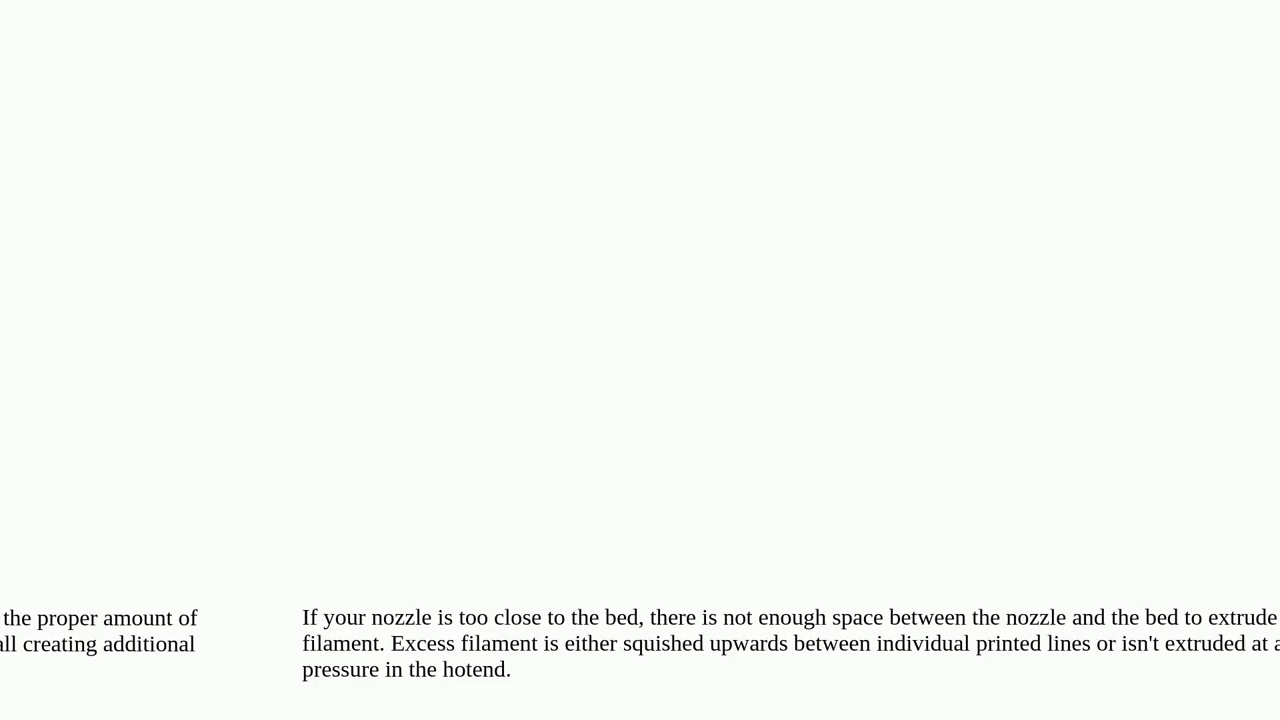 the proper amount of
all creating additional
If your nozzle is too close to the bed, there is not enough space between the nozzle and the bed to extrude
filament. Excess filament is either squished upwards between individual printed lines or isn't extruded at
pressure in the hotend.